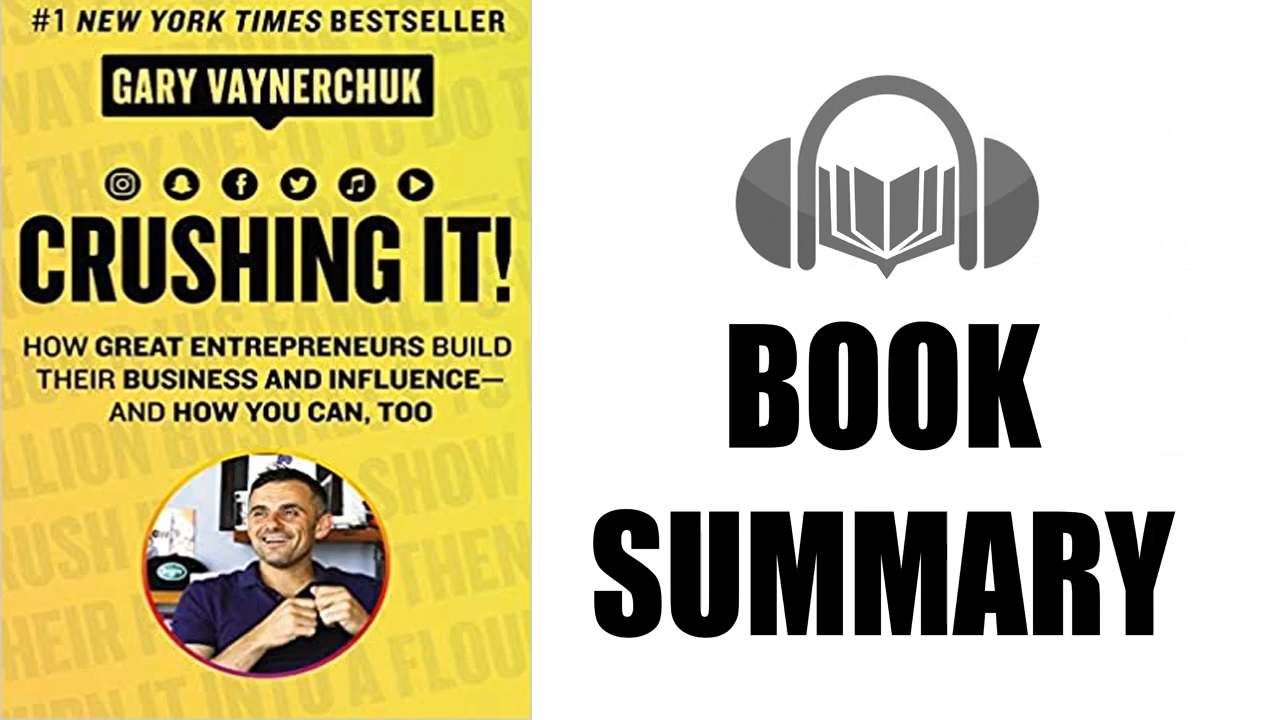 #1 NEW YORK TIMES BESTSELLER
GARY VAYNERCHUK
CRUSHING IT!
HOW GREAT ENTREPRENEURS BUILD
THEIR BUSINESS AND INFLUENCE—
AND HOW YOU CAN, TOO
BOOK
SUMMARY